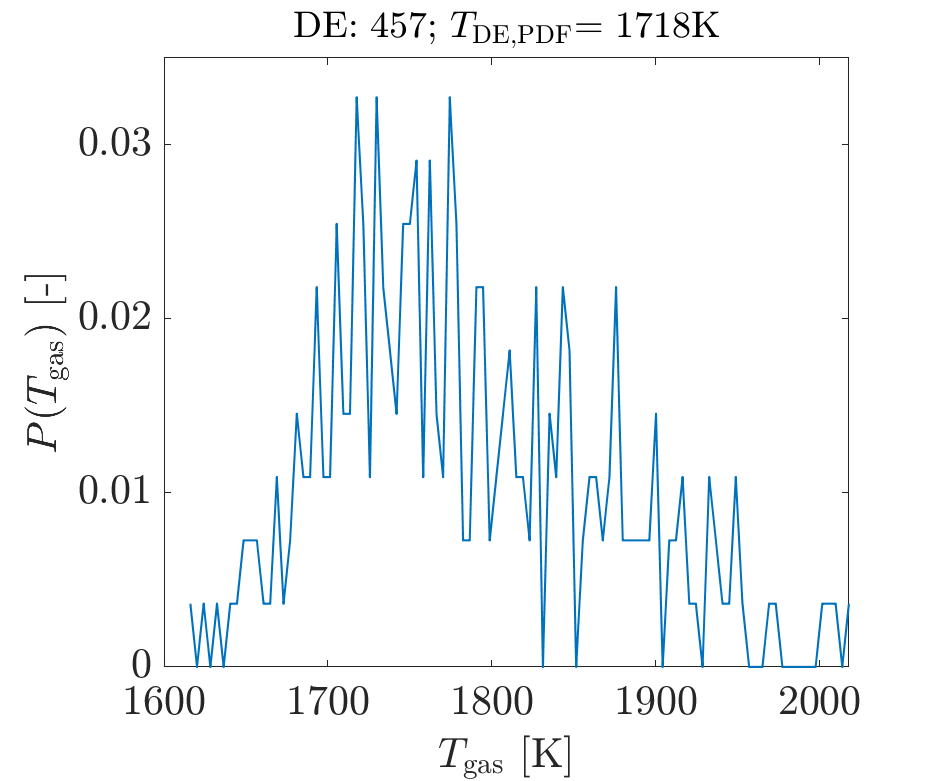 DE: 457; T_DE,PDF= 1718K
0.03
0.02
0.01
0
P(T_gas) [-]
1600 1700 1800 1900 2000
T_gas [K]